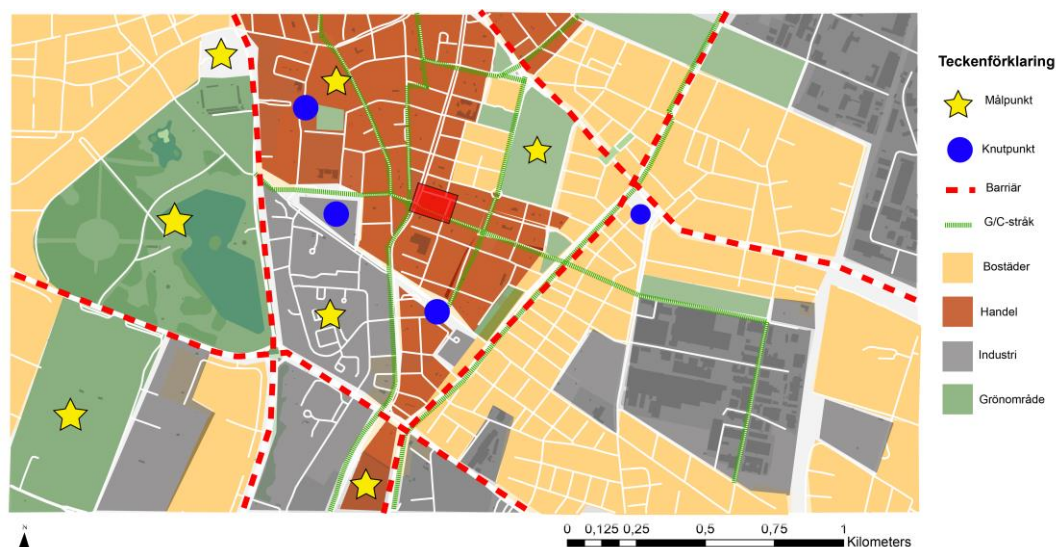 Teckenförklaring
Målpunkt
Knutpunkt
Barriär
G/C-stråk
Bostäder
Handel
Industri
Grönområde
N
0 0,125 0,25 0,5 0,75 1
Kilometers